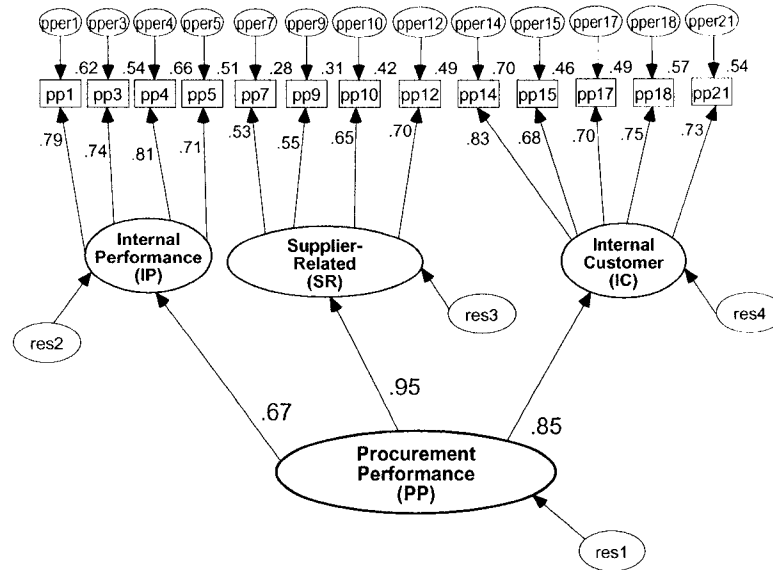 pper1 pper3 pper4 pper5 pper7 pper9 pper10 pper12 pper14 pper15 pper17 pper18 pper21
.62 .54 .66 .51 .28 .31 .42 .49 .70 .46 .49 .57 .54
pp1 pp3 pp4 pp5 pp7 pp9 pp10 pp12 pp14 pp15 pp17 pp18 pp21
.79 .74 .81 .71 .53 .55 .65 .70 .83 .68 .70 .75 .73
Internal
Performance
(IP)
Supplier-
Related
(SR)
Internal
Customer
(IC)
res2
res3
res4
.67
.95
.85
Procurement
Performance
(PP)
res1